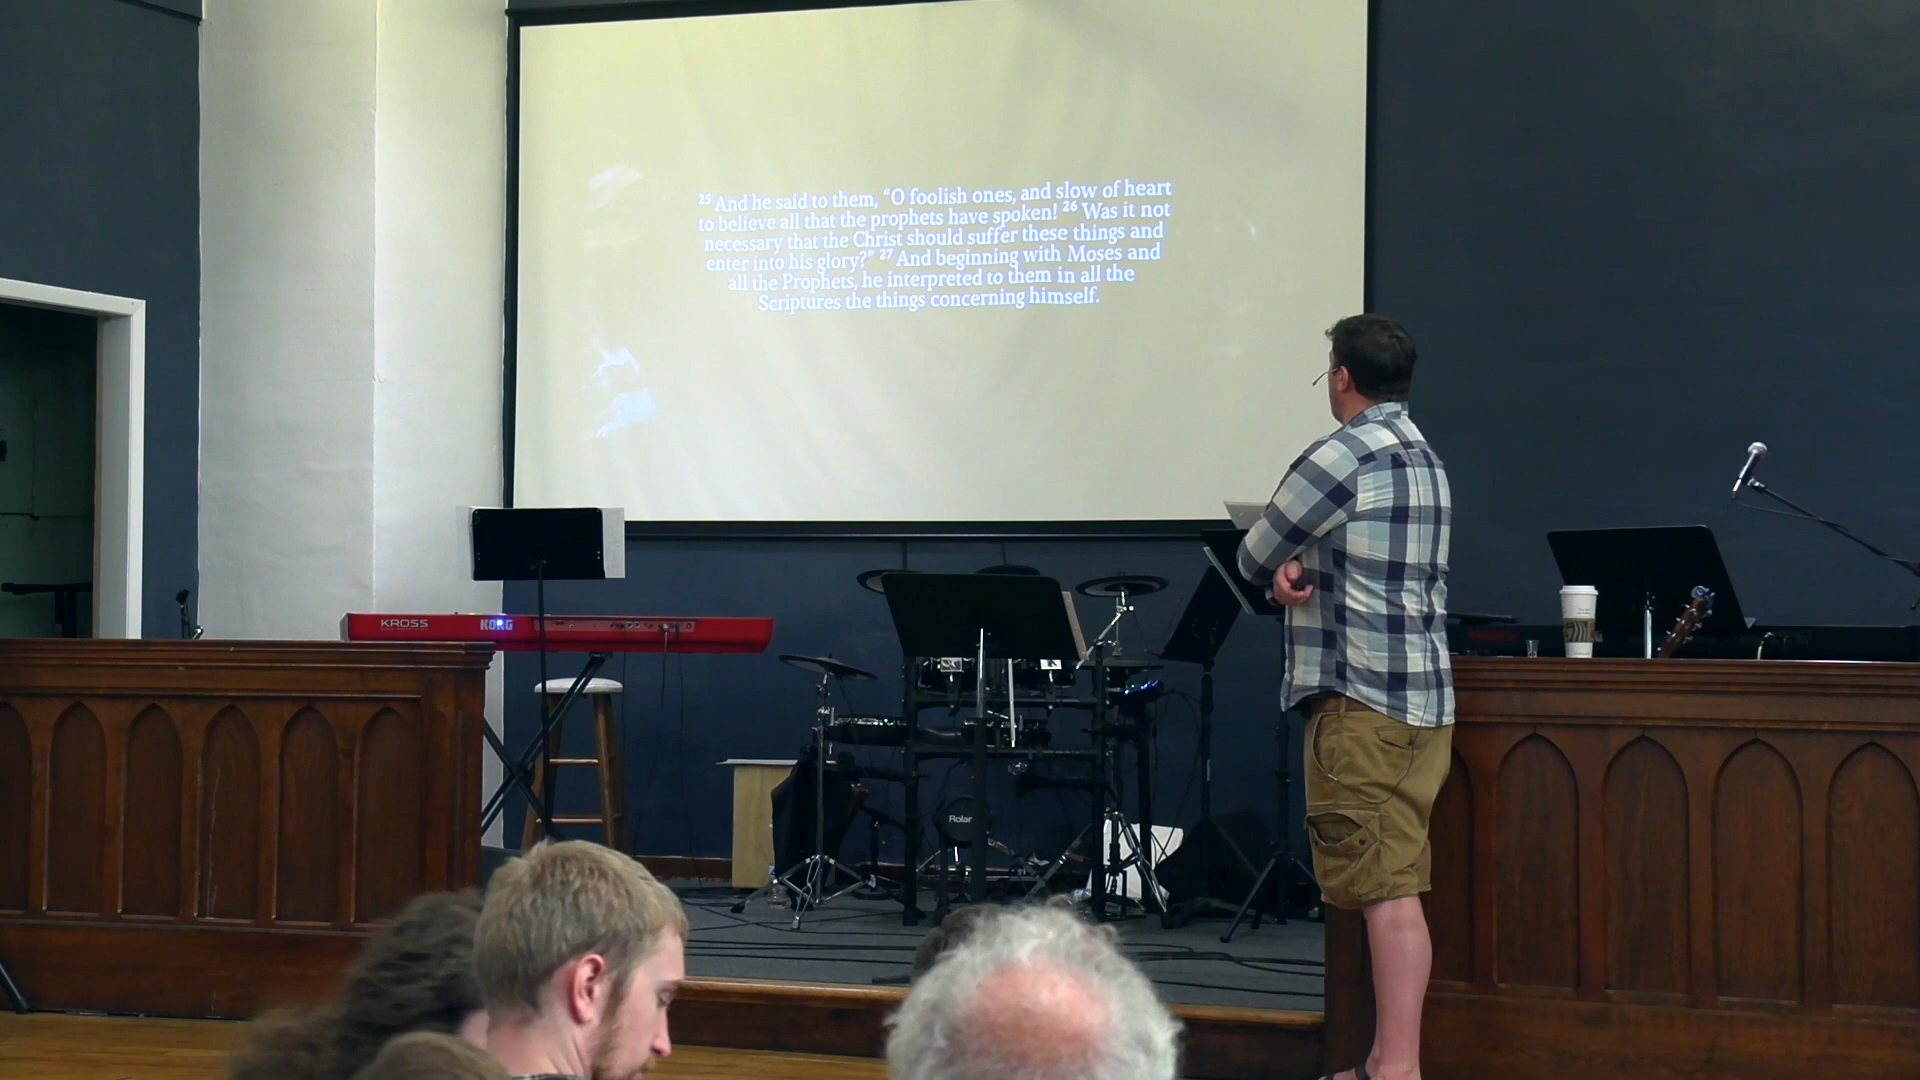 25 And he said to them, “O foolish ones, and slow of heart
to believe all that the prophets have spoken! 26 Was it not
necessary that the Christ should suffer these things and
enter into his glory?” 27 And beginning with Moses and
all the Prophets, he interpreted to them in all the
Scriptures the things concerning himself.
KROSS KORG
Rolan